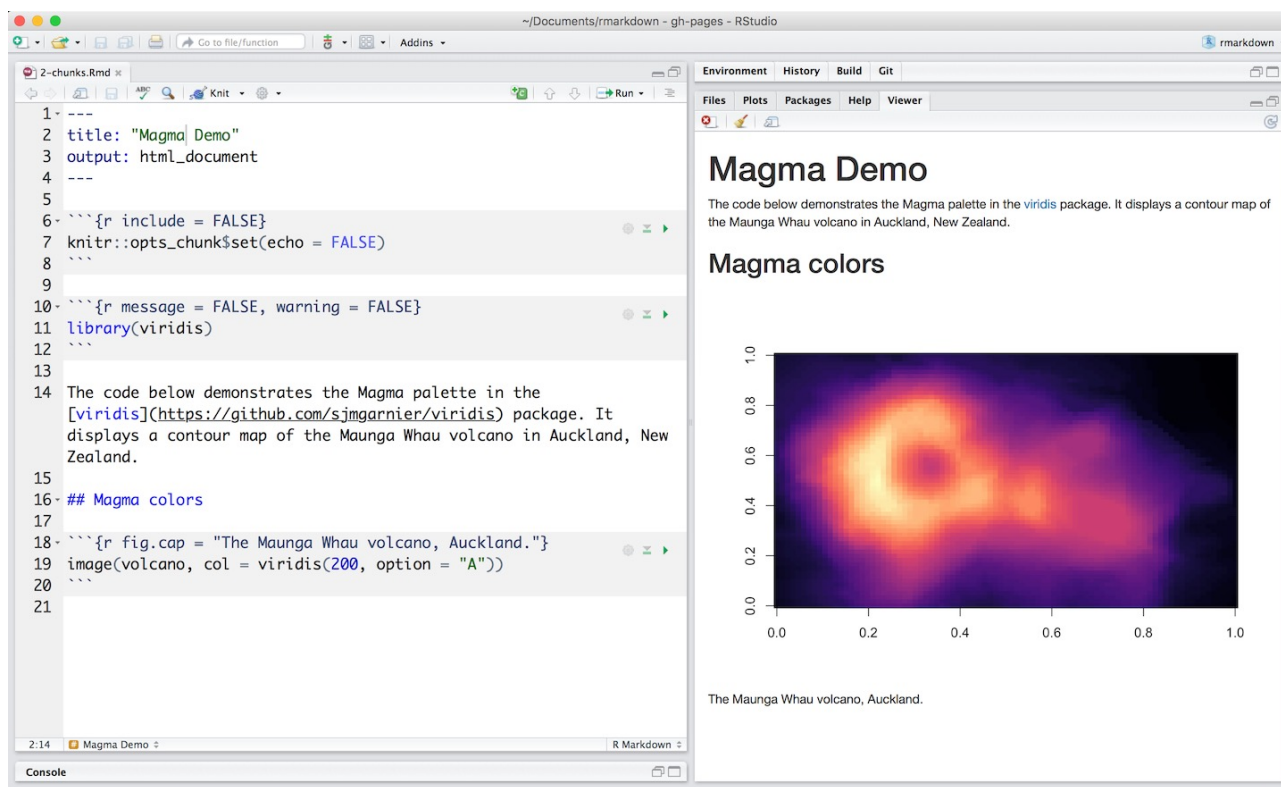 ~/Documents/rmarkdown - gh-pages - RStudio
Go to file/function
Addins
rmarkdown
2-chunks.Rmd
ABC
Knit
Run
1 ---
2 title: "Magma Demo"
3 output: html_document
4 ---
5
6 ```{r include = FALSE}
7 knitr::opts_chunk$set(echo = FALSE)
8 ```
9
10 ```{r message = FALSE, warning = FALSE}
11 library(viridis)
12 ```
13
14 The code below demonstrates the Magma palette in the
[viridis](https://github.com/sjmgarnier/viridis) package. It
displays a contour map of the Maunga Whau volcano in Auckland, New
Zealand.
15
16 ## Magma colors
17
18 ```{r fig.cap = "The Maunga Whau volcano, Auckland."}
19 image(volcano, col = viridis(200, option = "A"))
20 ```
21
2:14 Magma Demo R Markdown
Console
Environment History Build Git
Files Plots Packages Help Viewer
Magma Demo
The code below demonstrates the Magma palette in the viridis package. It displays a contour map of
the Maunga Whau volcano in Auckland, New Zealand.
Magma colors
1.0
0.8
0.6
0.4
0.2
0.0
0.0 0.2 0.4 0.6 0.8 1.0
The Maunga Whau volcano, Auckland.